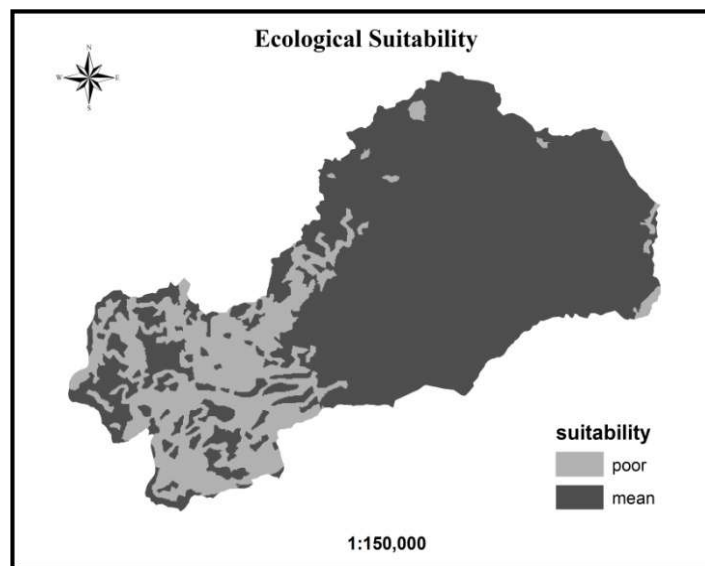 Ecological Suitability
N
W E
S
suitability
poor
mean
1:150,000